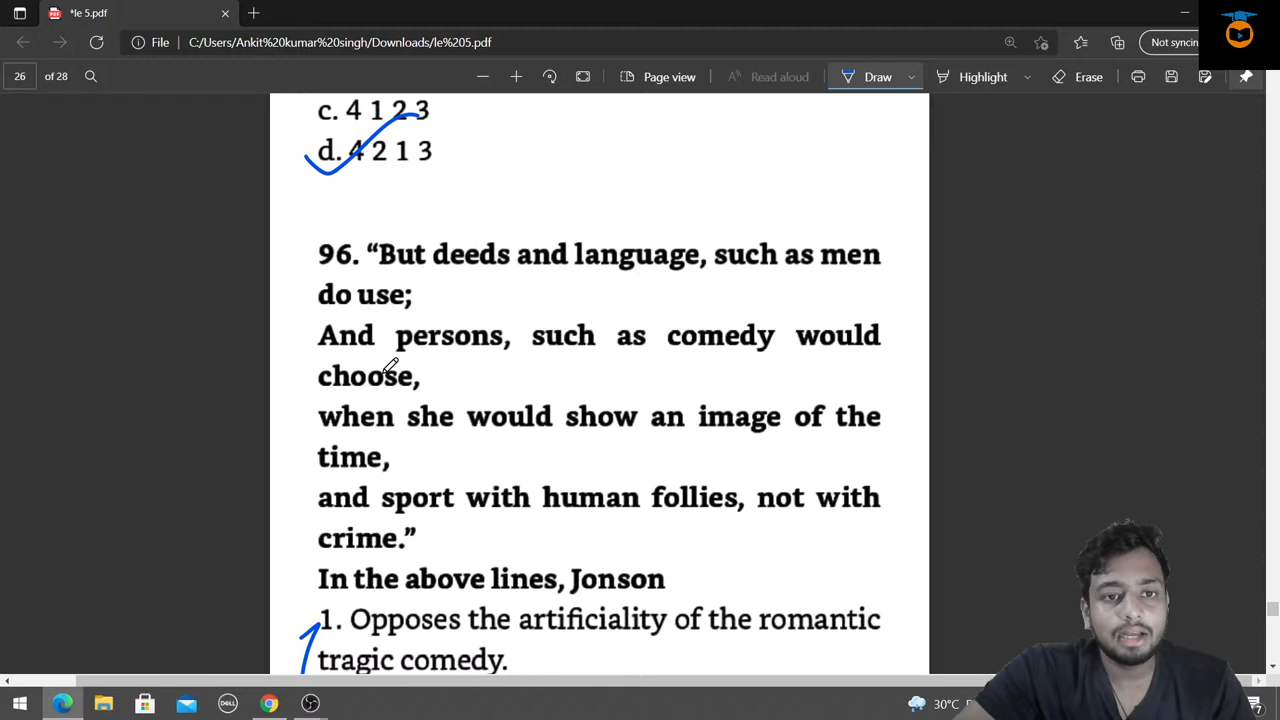 *le 5.pdf
File C:/Users/Ankit%20kumar%20singh/Downloads/le%205.pdf Not syncin
26 of 28 Page view Read aloud Draw Highlight Erase
c. 4 1 2 3
d. 4 2 1 3
96. “But deeds and language, such as men
do use;
And persons, such as comedy would
choose,
when she would show an image of the
time,
and sport with human follies, not with
crime.”
In the above lines, Jonson
1. Opposes the artificiality of the romantic
tragic comedy.
DELL 30°
7